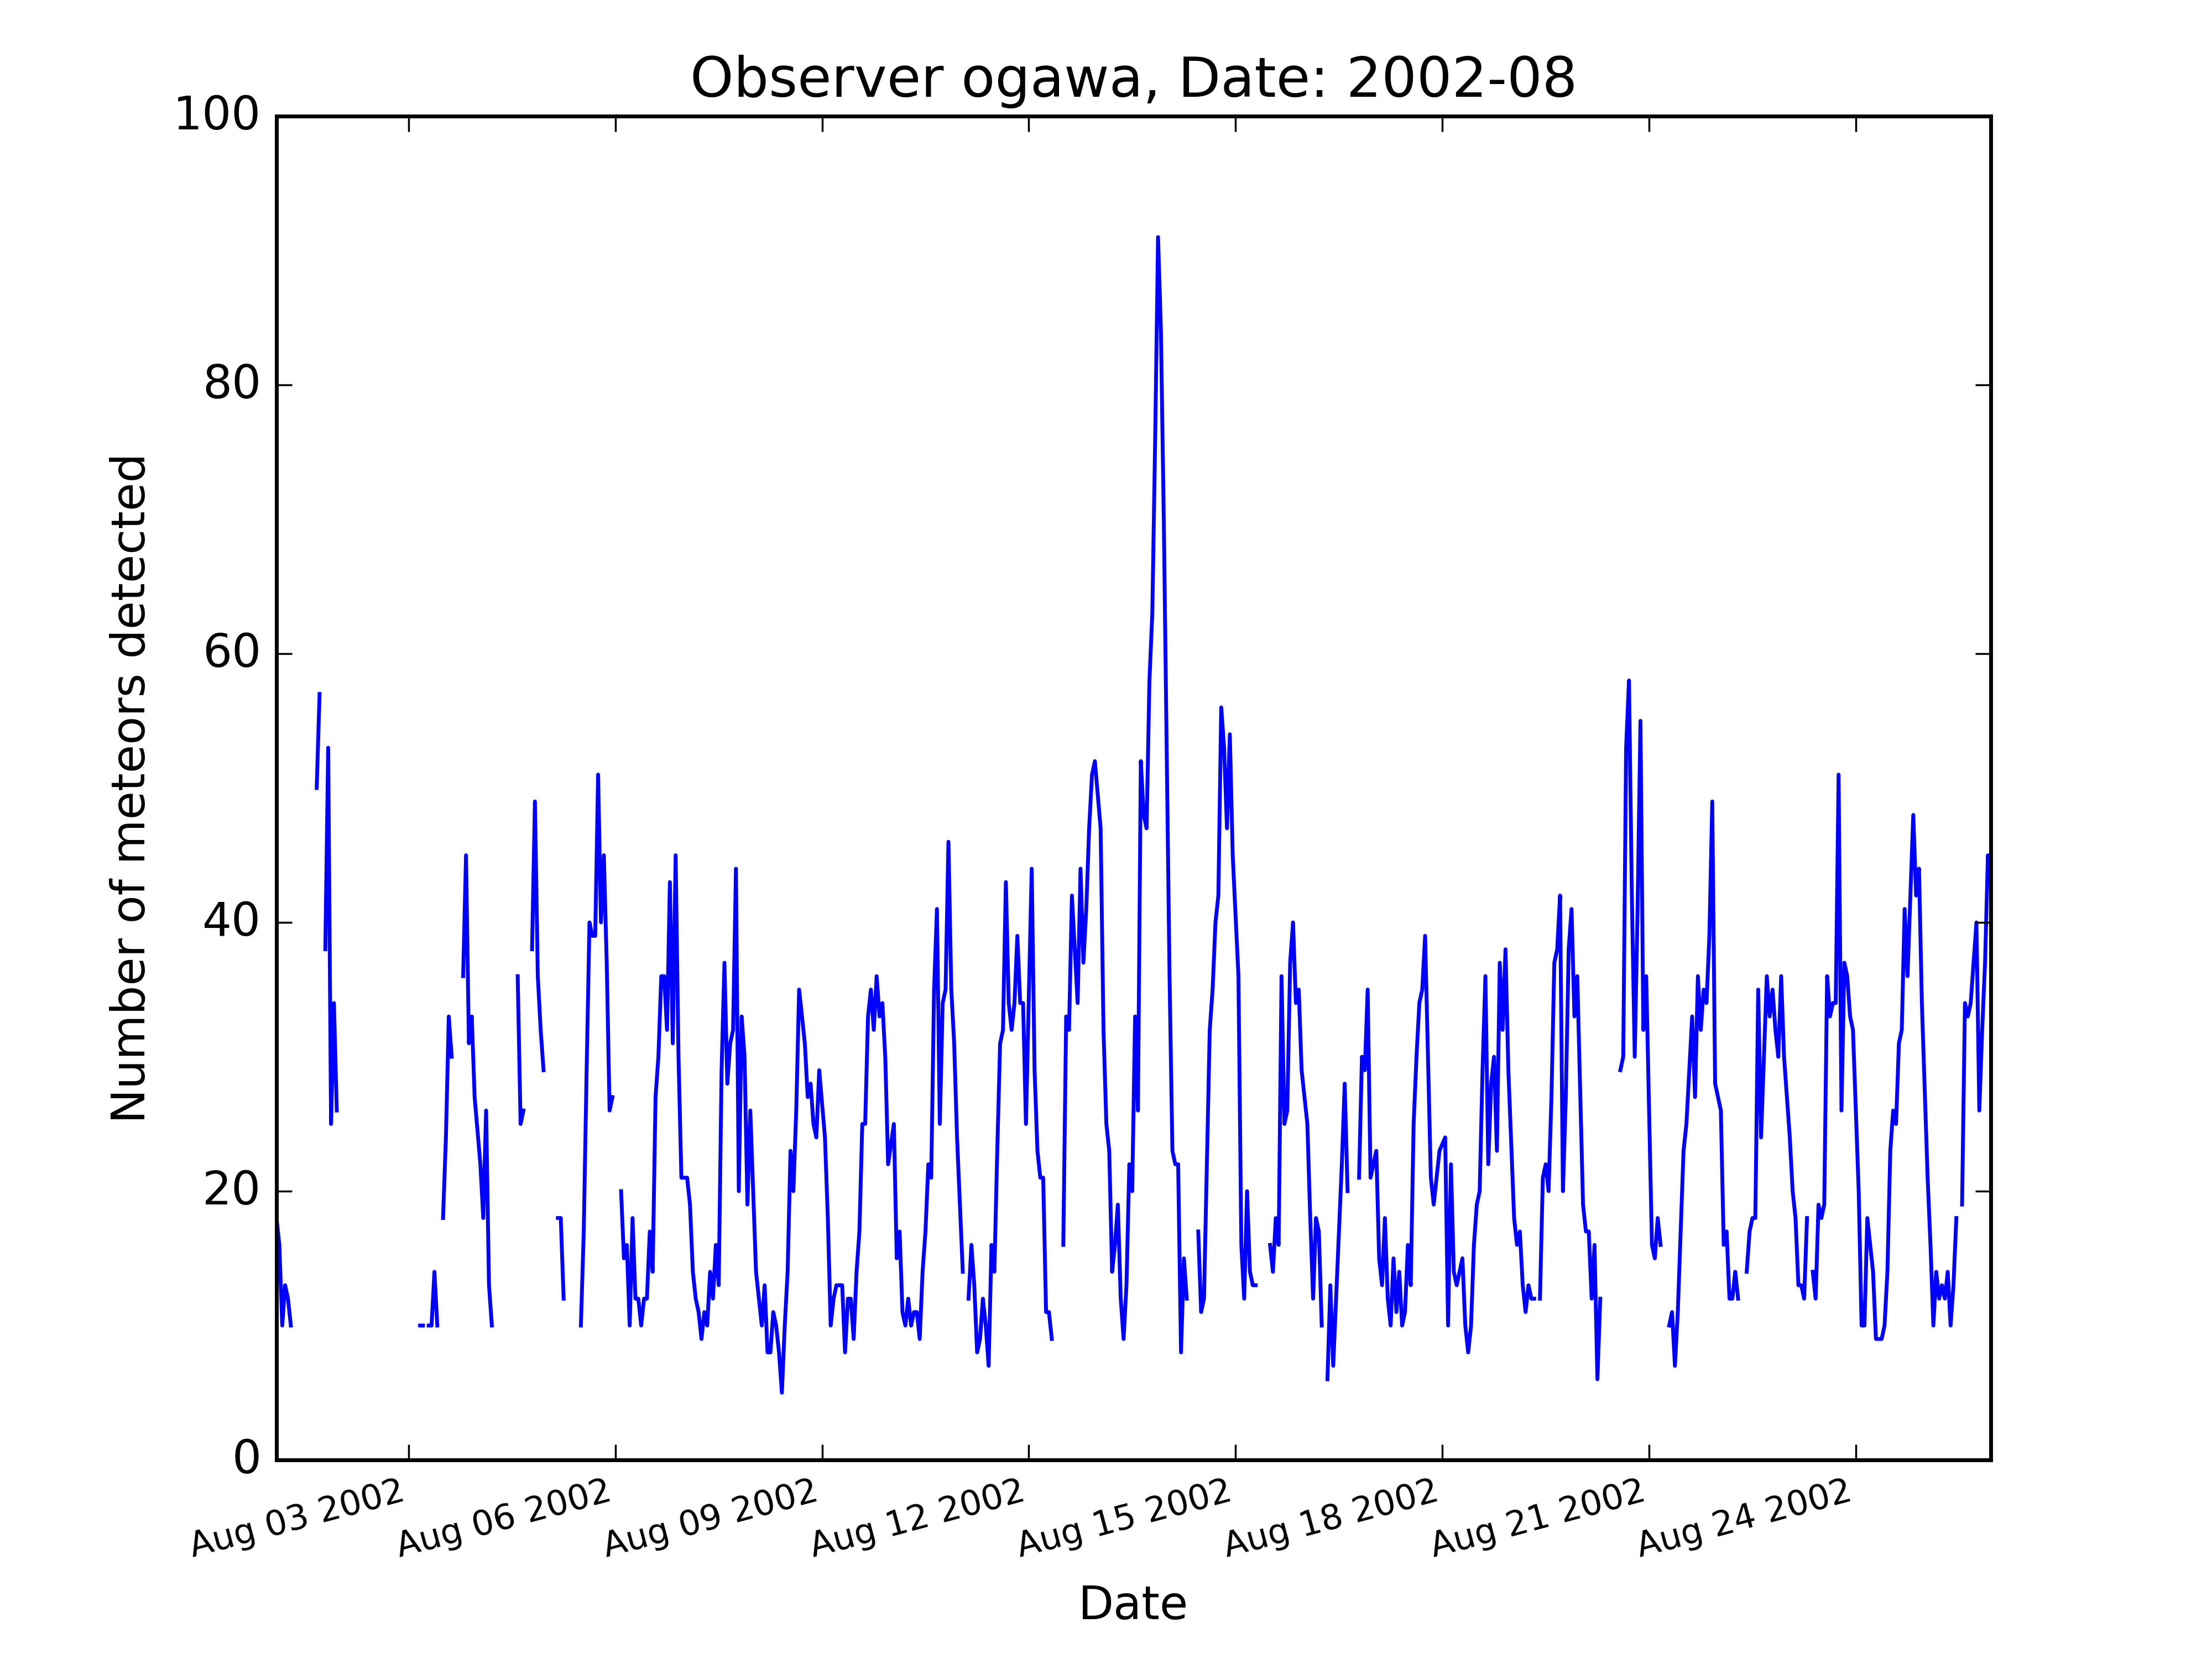 Observer ogawa, Date: 2002-08
100
80
60
40
20
0
Number of meteors detected
Aug 03 2002
Aug 06 2002
Aug 09 2002
Aug 12 2002
Aug 15 2002
Aug 18 2002
Aug 21 2002
Aug 24 2002
Date